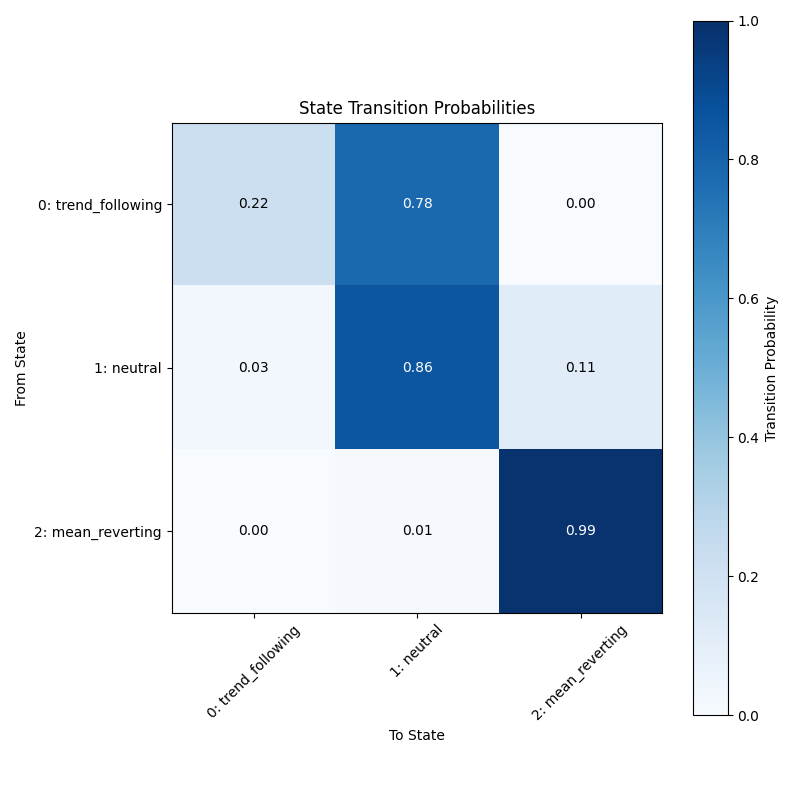 State Transition Probabilities
From State
0: trend_following
0.22
0.78
0.00
1: neutral
0.03
0.86
0.11
2: mean_reverting
0.00
0.01
0.99
0: trend_following
1: neutral
2: mean_reverting
To State
1.0
0.8
0.6
0.4
0.2
0.0
Transition Probability